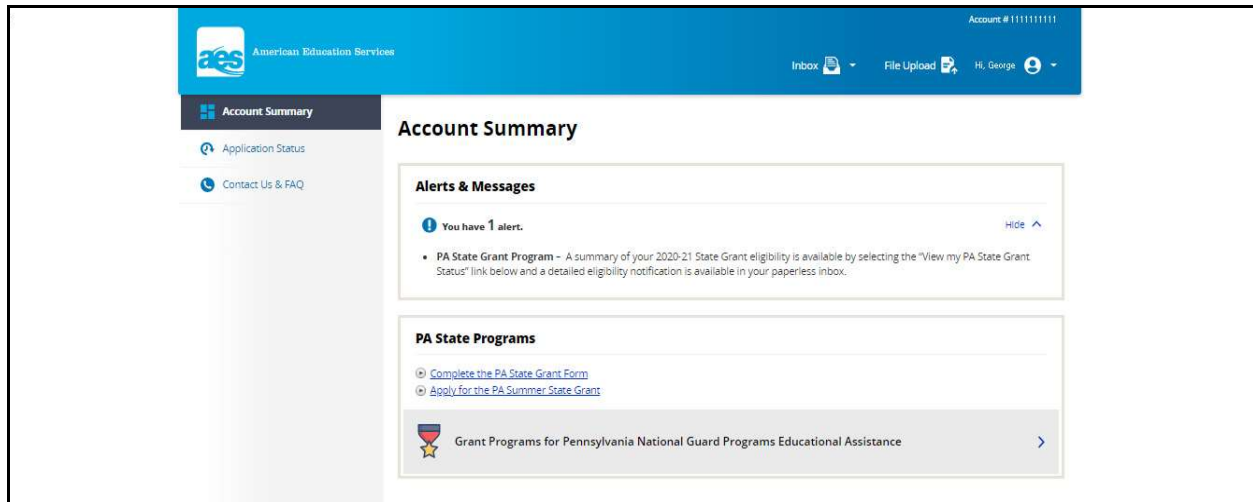 Account # 1111111111
aes American Education Services
Inbox
File Upload
Hi, George
Account Summary
Application Status
Contact Us & FAQ
Account Summary
Alerts & Messages
You have 1 alert.
Hide
PA State Grant Program – A summary of your 2020-21 State Grant eligibility is available by selecting the "View my PA State Grant
Status" link below and a detailed eligibility notification is available in your paperless inbox.
PA State Programs
Complete the PA State Grant Form
Apply for the PA Summer State Grant
Grant Programs for Pennsylvania National Guard Programs Educational Assistance